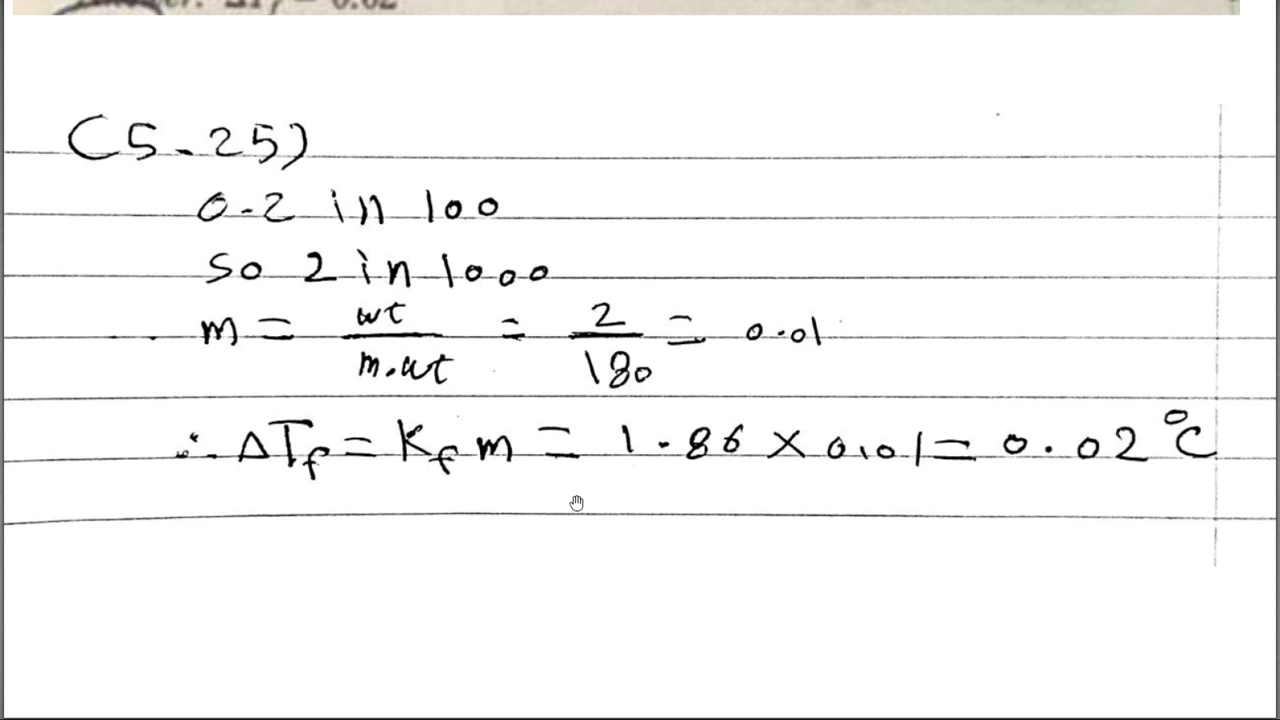 (5.25)
0.2 in 100
so 2 in 1000
m = wt / m.wt = 2 / 180 = 0.01
∴ ΔTf = Kf m = 1.86 × 0.01 = 0.02 °C